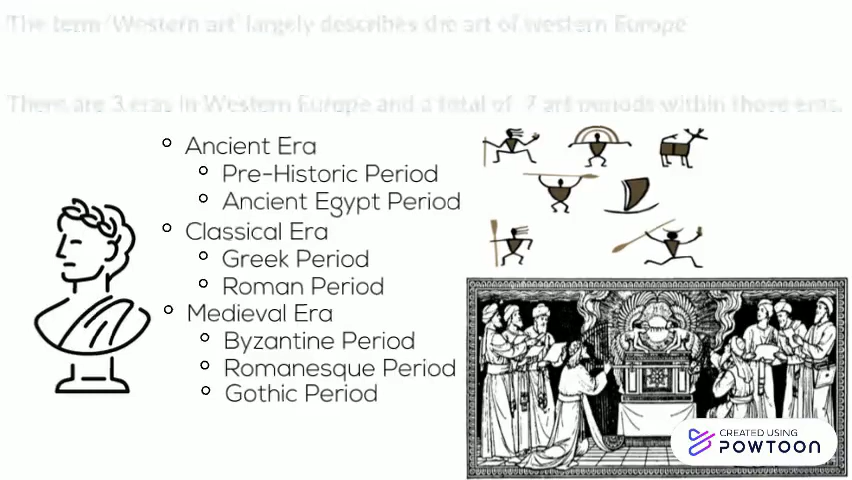 The term 'Western art' largely describes the art of western Europe
There are 3 eras in Western Europe and a total of 7 art periods within those eras.
Ancient Era
Pre-Historic Period
Ancient Egypt Period
Classical Era
Greek Period
Roman Period
Medieval Era
Byzantine Period
Romanesque Period
Gothic Period
CREATED USING
POWTOON